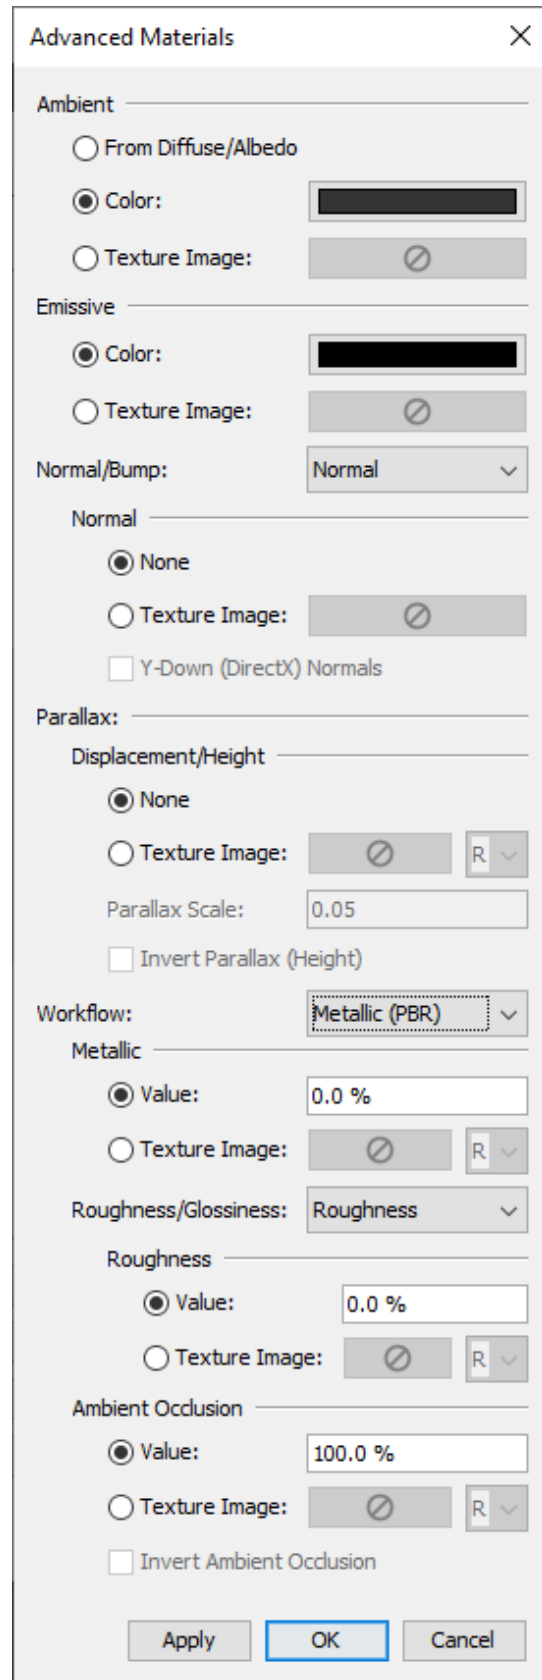 Advanced Materials
Ambient
From Diffuse/Albedo
Color:
Texture Image:
Emissive
Color:
Texture Image:
Normal/Bump: Normal
Normal
None
Texture Image:
Y-Down (DirectX) Normals
Parallax:
Displacement/Height
None
Texture Image: R
Parallax Scale: 0.05
Invert Parallax (Height)
Workflow: Metallic (PBR)
Metallic
Value: 0.0 %
Texture Image: R
Roughness/Glossiness: Roughness
Roughness
Value: 0.0 %
Texture Image: R
Ambient Occlusion
Value: 100.0 %
Texture Image: R
Invert Ambient Occlusion
Apply OK Cancel